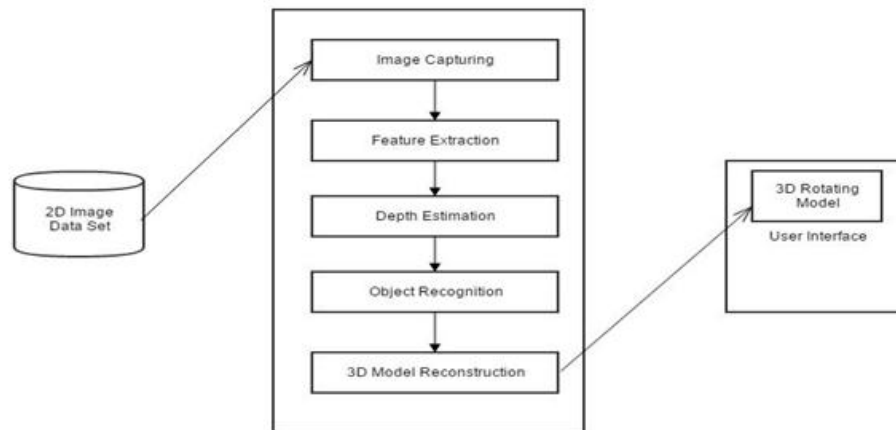 2D Image
Data Set
Image Capturing
Feature Extraction
Depth Estimation
Object Recognition
3D Model Reconstruction
3D Rotating
Model
User Interface